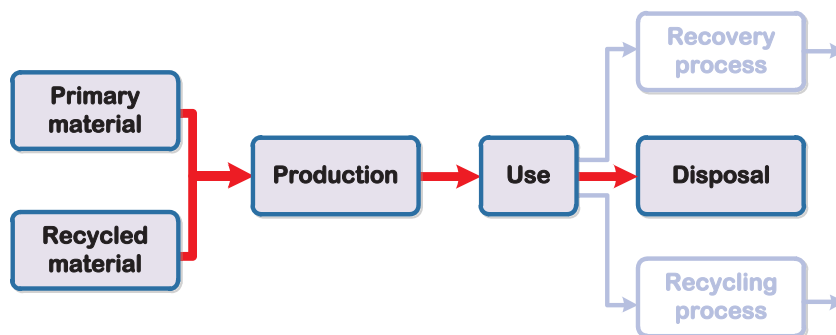 Recovery
process
Primary
material
Production
Use
Disposal
Recycled
material
Recycling
process